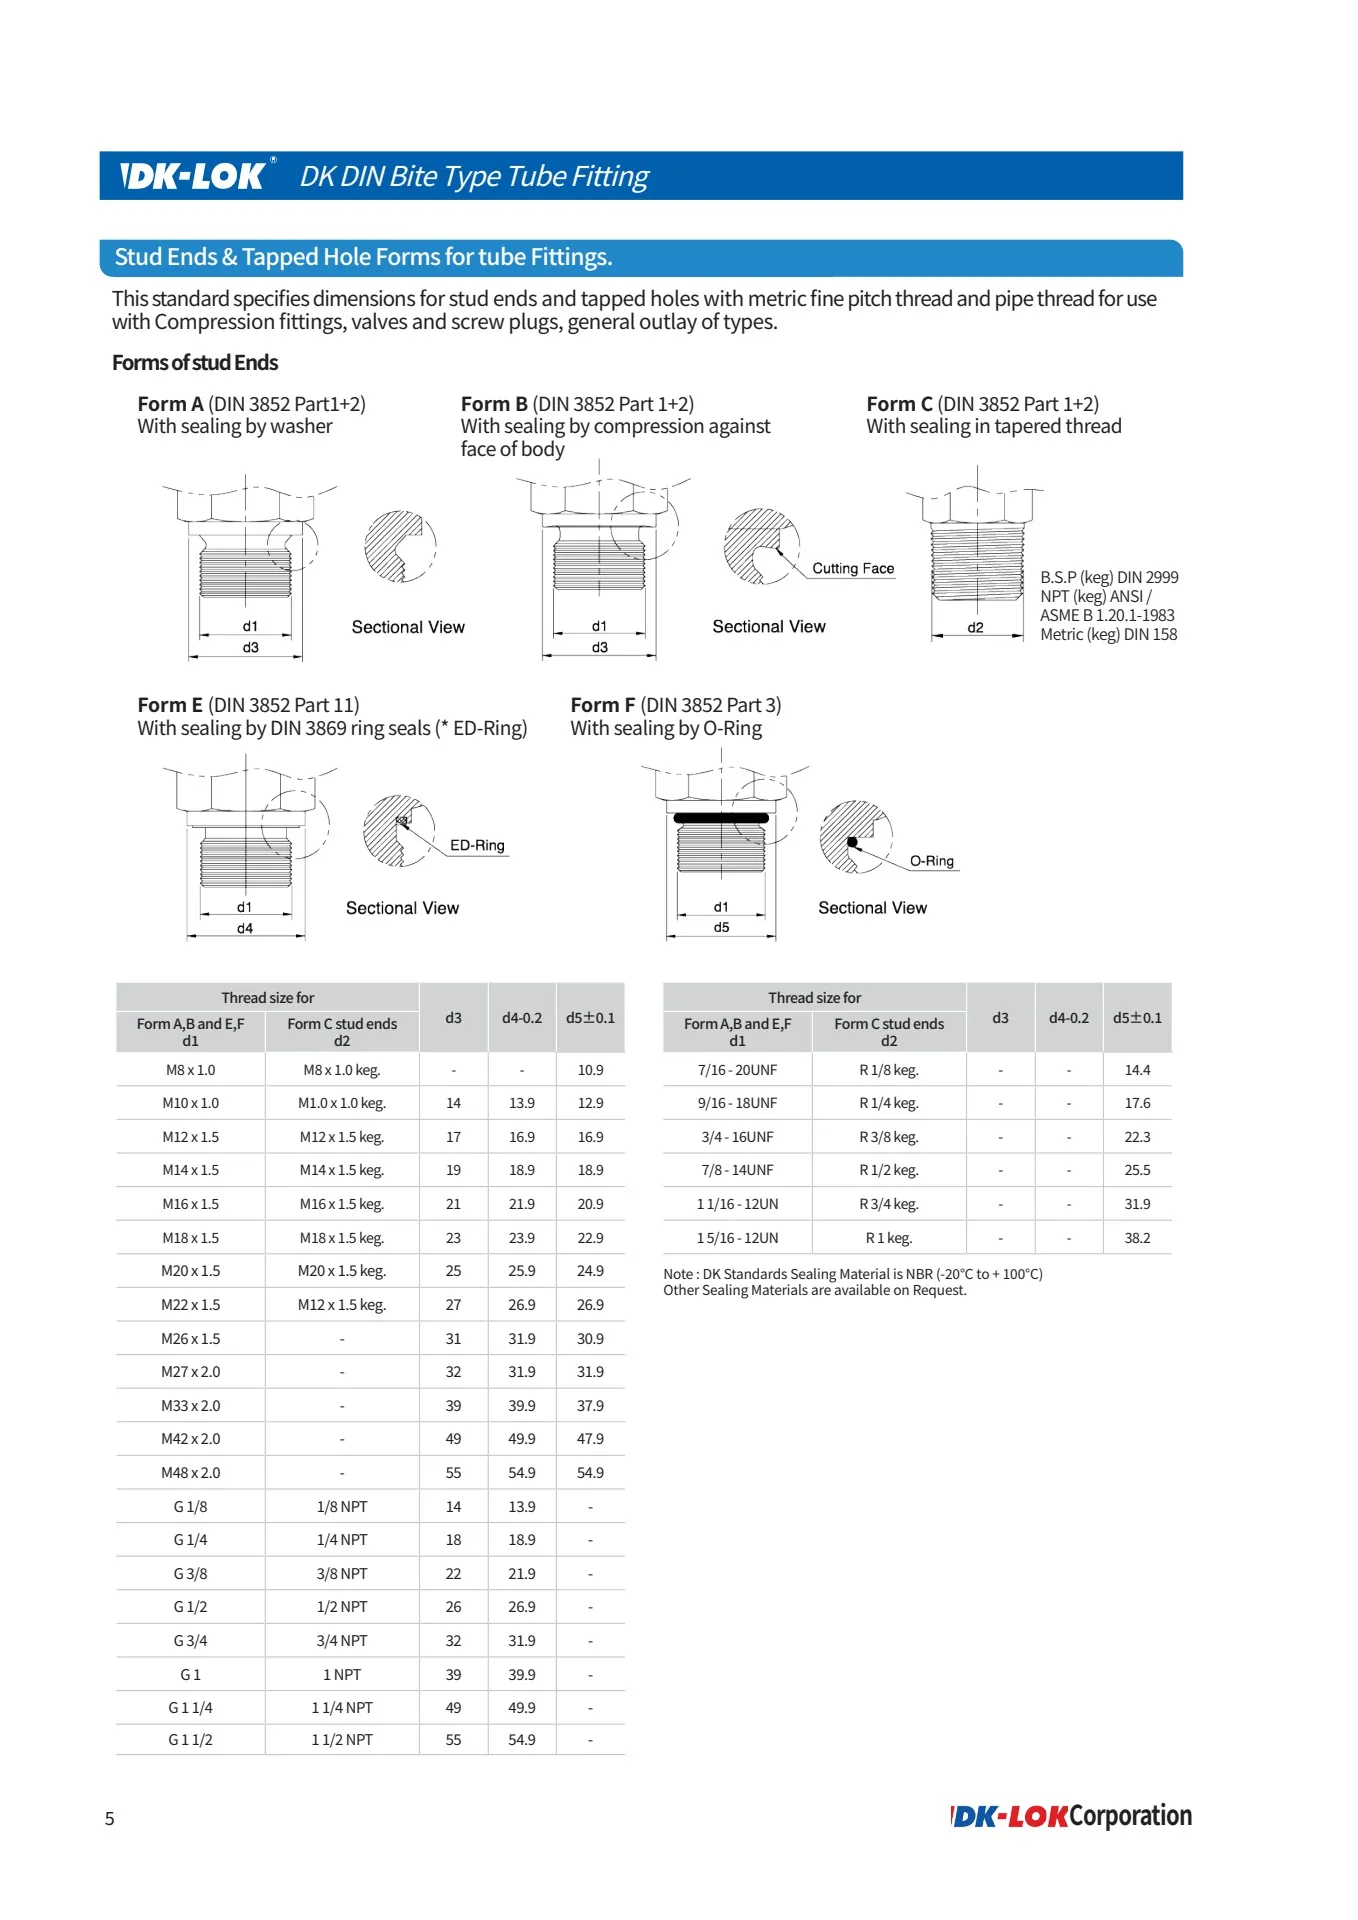 DK-LOK® DK DIN Bite Type Tube Fitting
Stud Ends & Tapped Hole Forms for tube Fittings.
This standard specifies dimensions for stud ends and tapped holes with metric fine pitch thread and pipe thread for use
with Compression fittings, valves and screw plugs, general outlay of types.
Forms of stud Ends
Form A (DIN 3852 Part1+2)
With sealing by washer
Form B (DIN 3852 Part 1+2)
With sealing by compression against
face of body
Form C (DIN 3852 Part 1+2)
With sealing in tapered thread
d1
d3
Sectional View
d1
d3
Cutting Face
Sectional View
d2
B.S.P (keg) DIN 2999
NPT (keg) ANSI /
ASME B 1.20.1-1983
Metric (keg) DIN 158
Form E (DIN 3852 Part 11)
With sealing by DIN 3869 ring seals (* ED-Ring)
Form F (DIN 3852 Part 3)
With sealing by O-Ring
ED-Ring
d1
d4
Sectional View
O-Ring
d1
d5
Sectional View
Thread size for
Form A,B and E,F d1 | Form C stud ends d2 | d3 | d4-0.2 | d5±0.1
M8 x 1.0 M8 x 1.0 keg. - - 10.9
M10 x 1.0 M1.0 x 1.0 keg. 14 13.9 12.9
M12 x 1.5 M12 x 1.5 keg. 17 16.9 16.9
M14 x 1.5 M14 x 1.5 keg. 19 18.9 18.9
M16 x 1.5 M16 x 1.5 keg. 21 21.9 20.9
M18 x 1.5 M18 x 1.5 keg. 23 23.9 22.9
M20 x 1.5 M20 x 1.5 keg. 25 25.9 24.9
M22 x 1.5 M12 x 1.5 keg. 27 26.9 26.9
M26 x 1.5 - 31 31.9 30.9
M27 x 2.0 - 32 31.9 31.9
M33 x 2.0 - 39 39.9 37.9
M42 x 2.0 - 49 49.9 47.9
M48 x 2.0 - 55 54.9 54.9
G 1/8 1/8 NPT 14 13.9 -
G 1/4 1/4 NPT 18 18.9 -
G 3/8 3/8 NPT 22 21.9 -
G 1/2 1/2 NPT 26 26.9 -
G 3/4 3/4 NPT 32 31.9 -
G 1 1 NPT 39 39.9 -
G 1 1/4 1 1/4 NPT 49 49.9 -
G 1 1/2 1 1/2 NPT 55 54.9 -
Thread size for
Form A,B and E,F d1 | Form C stud ends d2 | d3 | d4-0.2 | d5±0.1
7/16 - 20UNF R 1/8 keg. - - 14.4
9/16 - 18UNF R 1/4 keg. - - 17.6
3/4 - 16UNF R 3/8 keg. - - 22.3
7/8 - 14UNF R 1/2 keg. - - 25.5
1 1/16 - 12UN R 3/4 keg. - - 31.9
1 5/16 - 12UN R 1 keg. - - 38.2
Note : DK Standards Sealing Material is NBR (-20°C to + 100°C)
Other Sealing Materials are available on Request.
5
DK-LOK Corporation